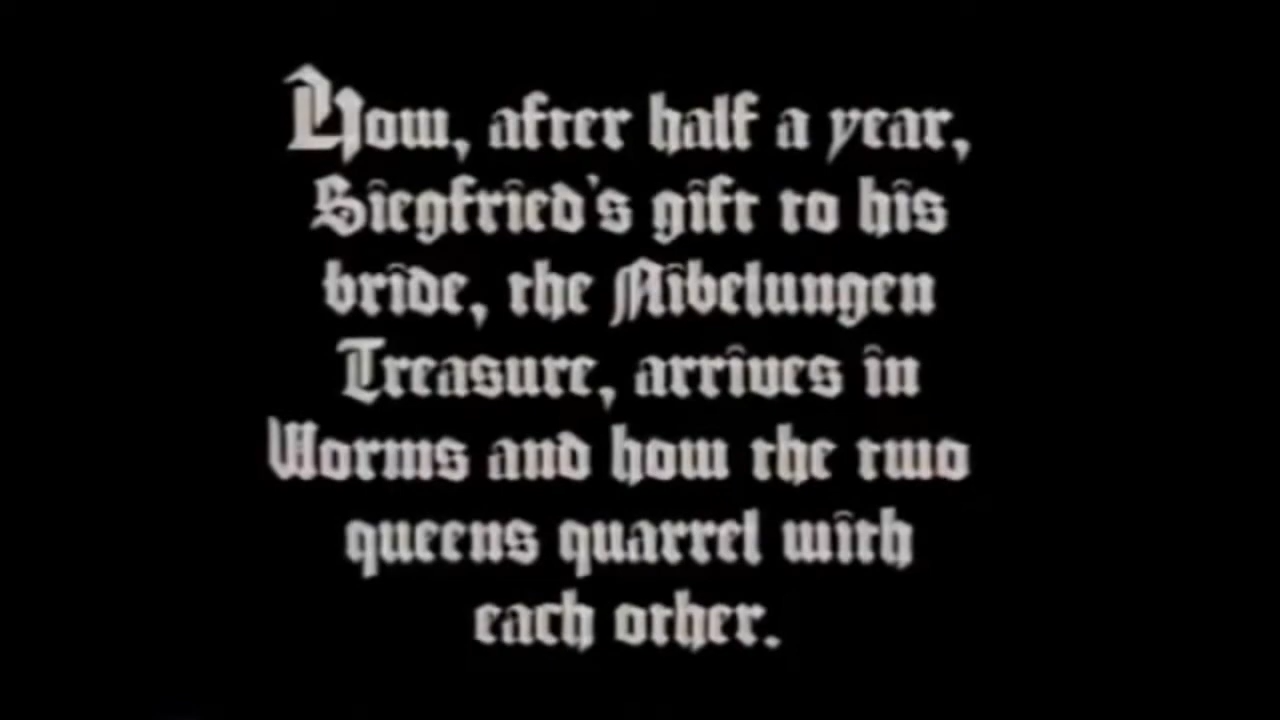 How, after half a year,
Siegfried's gift to his
bride, the Nibelungen
Treasure, arrives in
Worms and how the two
queens quarrel with
each other.